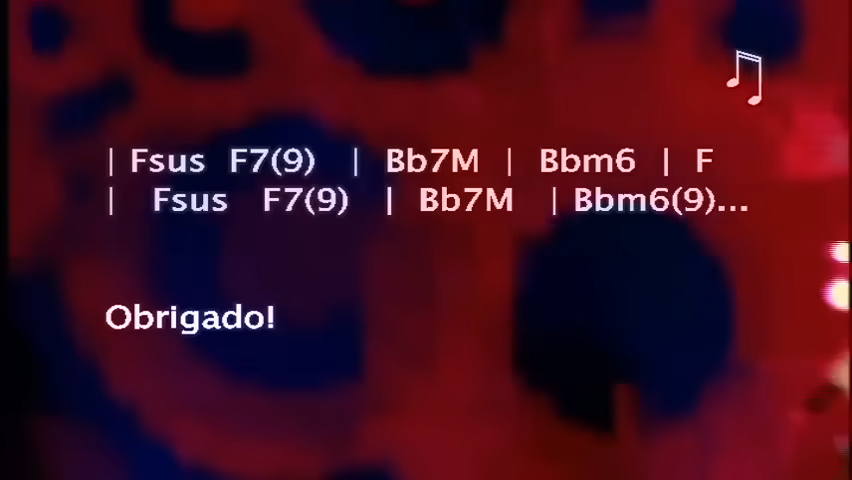 | Fsus F7(9) | Bb7M | Bbm6 | F
| Fsus F7(9) | Bb7M | Bbm6(9)...
Obrigado!